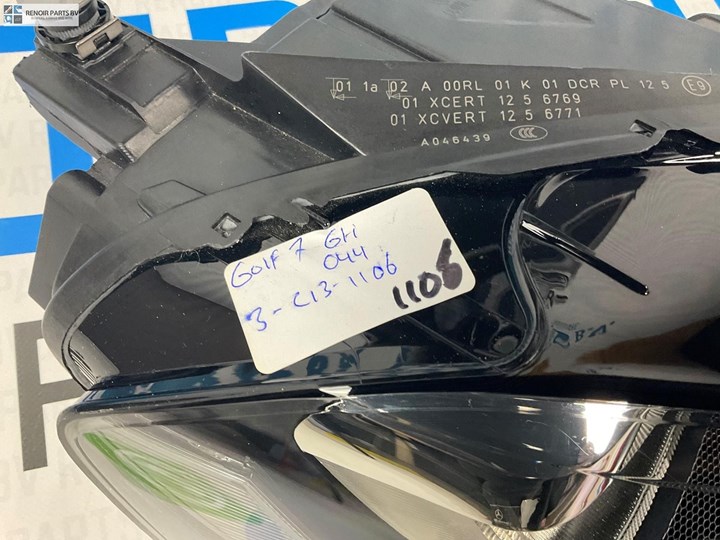 RENOIR PARTS BV
01 1a 02 A 00RL 01 K 01 DCR PL 12 5 E9
01 XCERT 12 5 6769
01 XCVERT 12 5 6771
A046439 CCC
Golf 7 Gti
044
3-C13-1106
1106